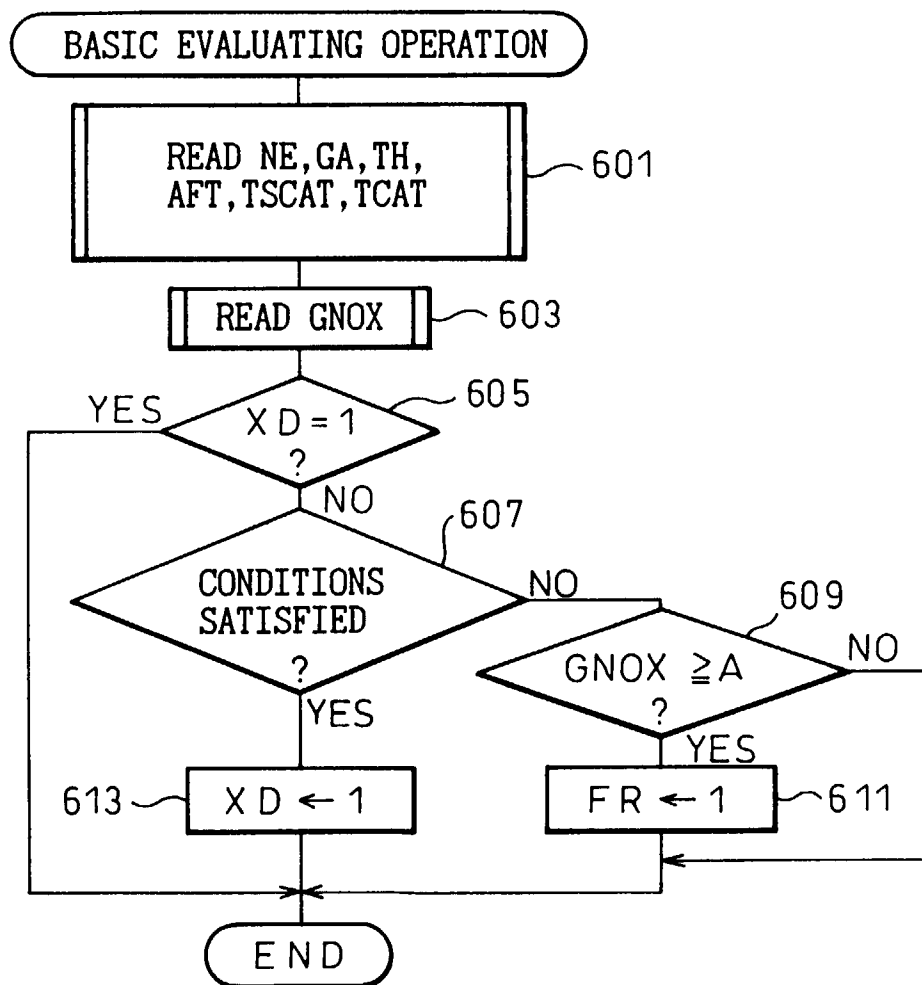 BASIC EVALUATING OPERATION
READ NE,GA,TH,
AFT,TSCAT,TCAT
601
READ GNOX
603
605
YES
XD=1
?
NO
607
CONDITIONS
SATISFIED
?
NO
609
GNOX ≧A
?
NO
YES
YES
613
XD ← 1
FR ← 1
611
END